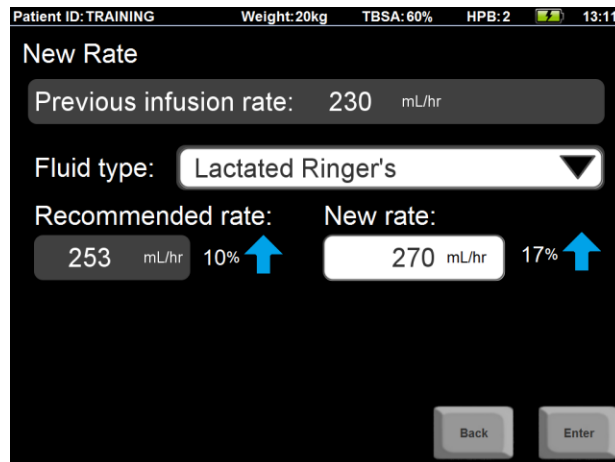 Patient ID: TRAINING Weight: 20kg TBSA: 60% HPB: 2 13:11
New Rate
Previous infusion rate: 230 mL/hr
Fluid type: Lactated Ringer's
Recommended rate: New rate:
253 mL/hr 10% 270 mL/hr 17%
Back Enter